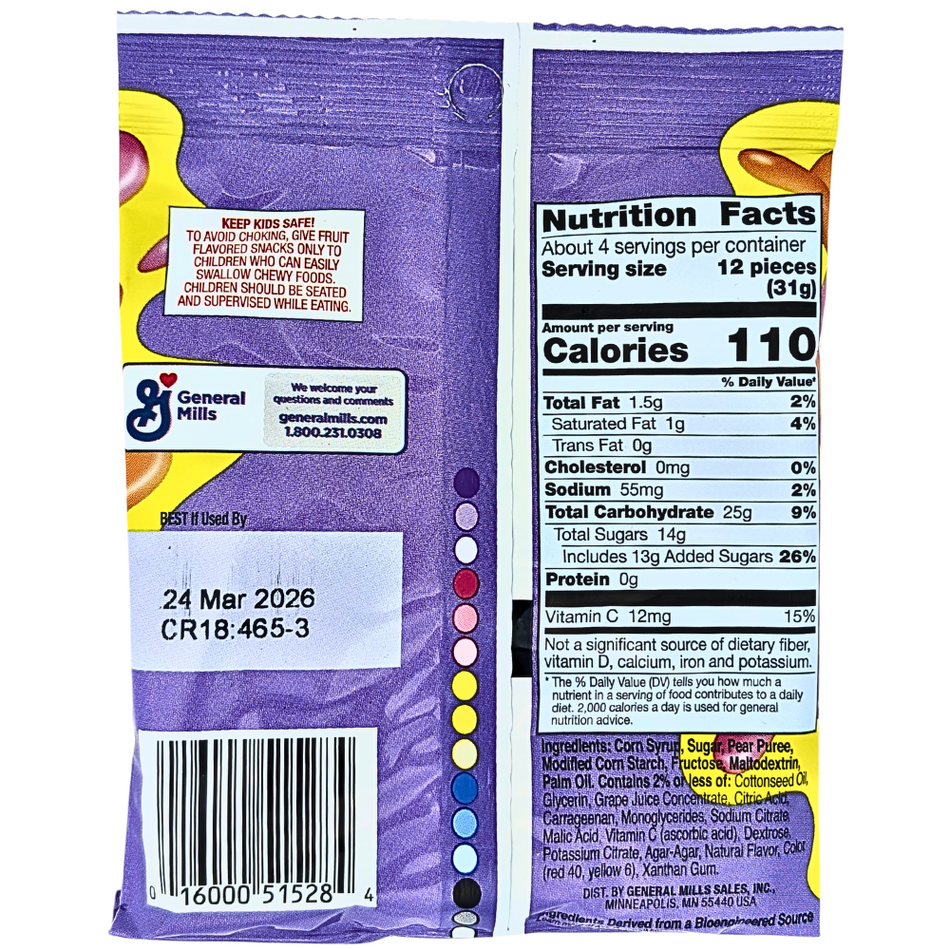 KEEP KIDS SAFE!
TO AVOID CHOKING, GIVE FRUIT
FLAVORED SNACKS ONLY TO
CHILDREN WHO CAN EASILY
SWALLOW CHEWY FOODS.
CHILDREN SHOULD BE SEATED
AND SUPERVISED WHILE EATING.
General
Mills
We welcome your
questions and comments
generalmills.com
1.800.231.0308
BEST If Used By
24 Mar 2026
CR18:465-3
0 16000 51528 4
Nutrition Facts
About 4 servings per container
Serving size 12 pieces
(31g)
Amount per serving
Calories 110
% Daily Value*
Total Fat 1.5g 2%
Saturated Fat 1g 4%
Trans Fat 0g
Cholesterol 0mg 0%
Sodium 55mg 2%
Total Carbohydrate 25g 9%
Total Sugars 14g
Includes 13g Added Sugars 26%
Protein 0g
Vitamin C 12mg 15%
Not a significant source of dietary fiber,
vitamin D, calcium, iron and potassium.
* The % Daily Value (DV) tells you how much a
nutrient in a serving of food contributes to a daily
diet. 2,000 calories a day is used for general
nutrition advice.
Ingredients: Corn Syrup, Sugar, Pear Puree,
Modified Corn Starch, Fructose, Maltodextrin,
Palm Oil. Contains 2% or less of: Cottonseed Oil,
Glycerin, Grape Juice Concentrate, Citric Acid,
Carrageenan, Monoglycerides, Sodium Citrate,
Malic Acid, Vitamin C (ascorbic acid), Dextrose,
Potassium Citrate, Agar-Agar, Natural Flavor, Color
(red 40, yellow 6), Xanthan Gum.
DIST. BY GENERAL MILLS SALES, INC.,
MINNEAPOLIS, MN 55440 USA
Ingredients Derived from a Bioengineered Source